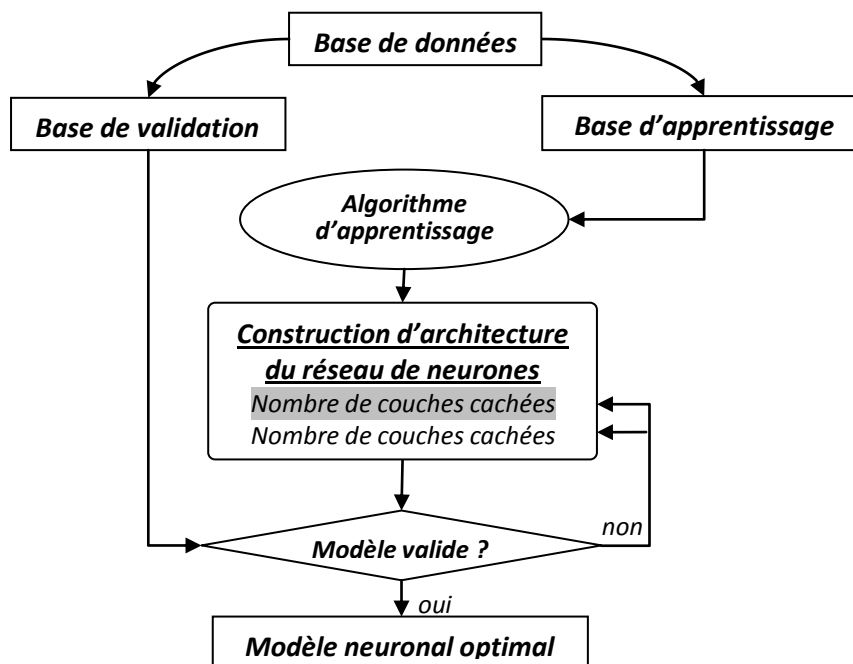 Base de données
Base de validation
Base d’apprentissage
Algorithme
d’apprentissage
Construction d’architecture
du réseau de neurones
Nombre de couches cachées
Nombre de couches cachées
non
Modèle valide ?
oui
Modèle neuronal optimal